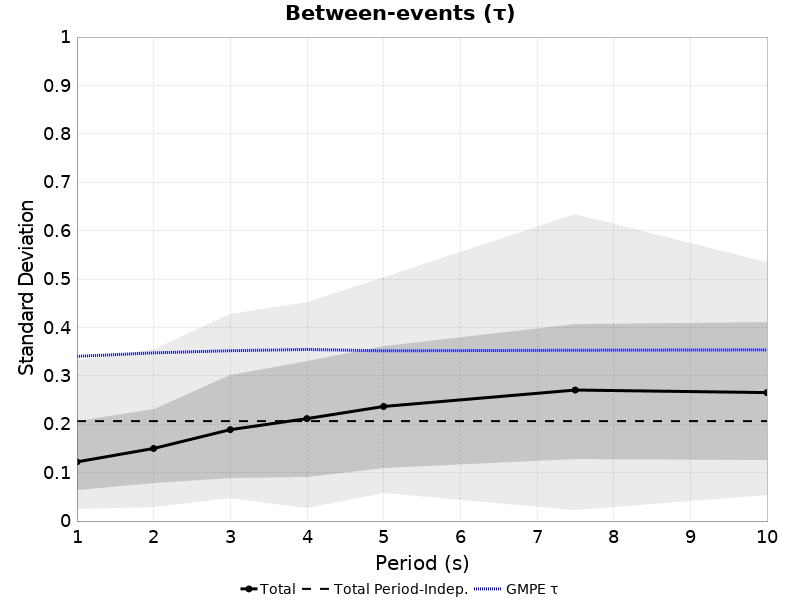 Between-events (τ)
1
0.9
0.8
0.7
0.6
0.5
0.4
0.3
0.2
0.1
0
Standard Deviation
1 2 3 4 5 6 7 8 9 10
Period (s)
Total Total Period-Indep. GMPE τ